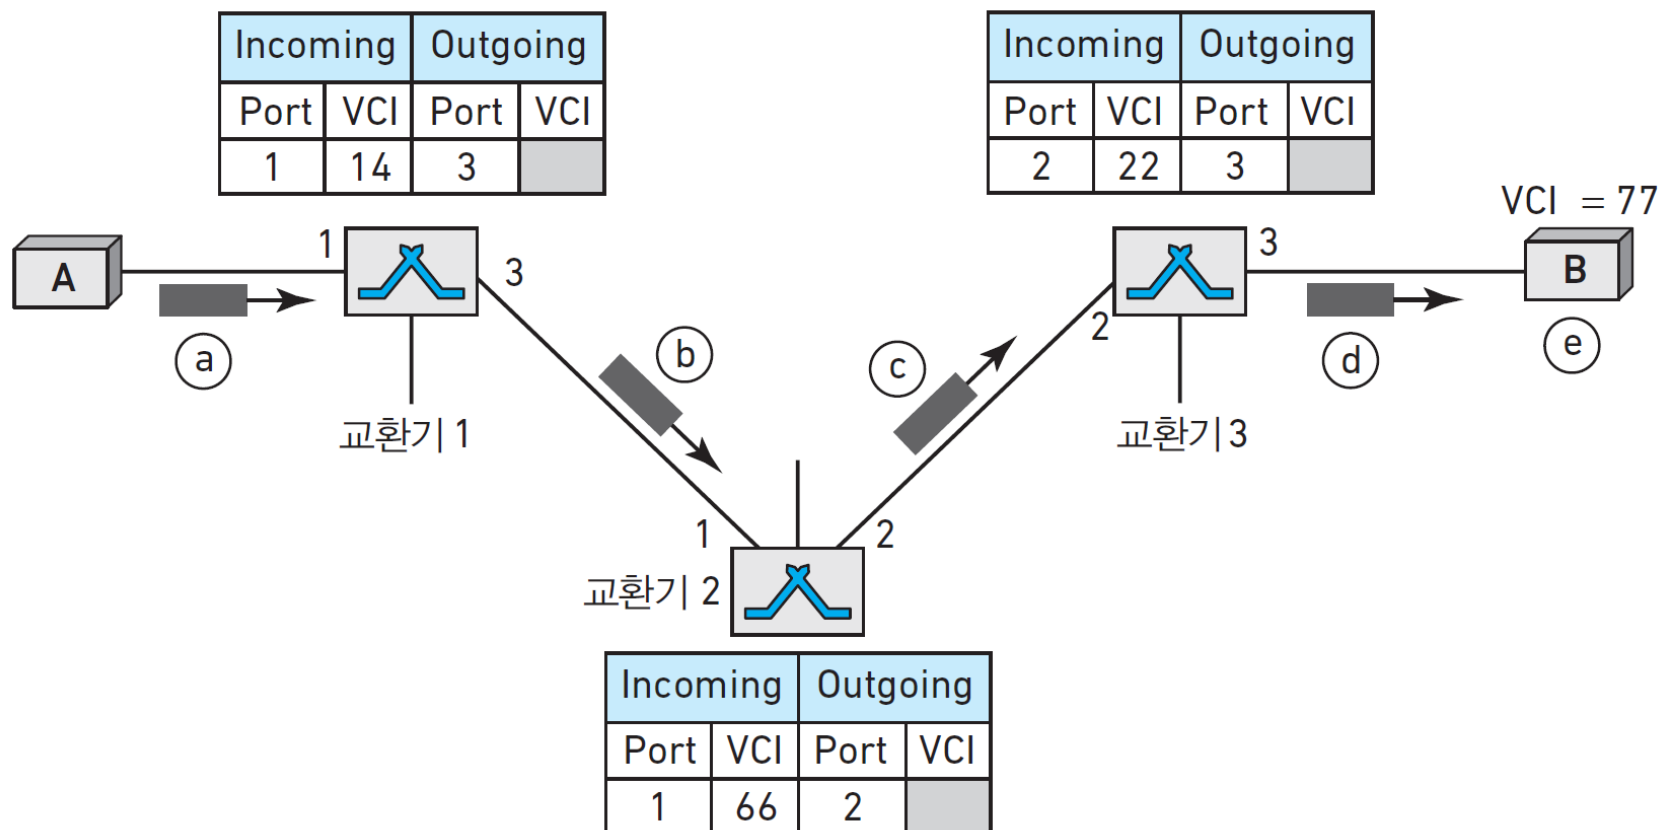 Incoming Outgoing
Port VCI Port VCI
1 14 3
Incoming Outgoing
Port VCI Port VCI
2 22 3
VCI = 77
A
1
3
a
b
교환기 1
c
2
3
교환기 3
d
B
e
1
2
교환기 2
Incoming Outgoing
Port VCI Port VCI
1 66 2